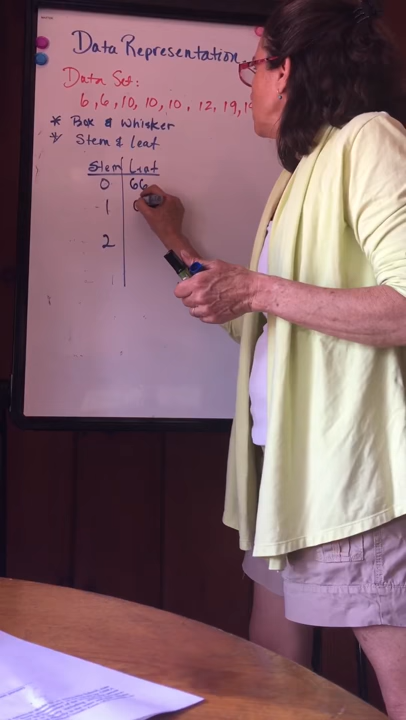 Data Representation
Data Set:
6, 6, 10, 10, 10, 12, 19, 19
* Box & Whisker
* Stem & Leaf
Stem Leaf
0 66
1 0
2